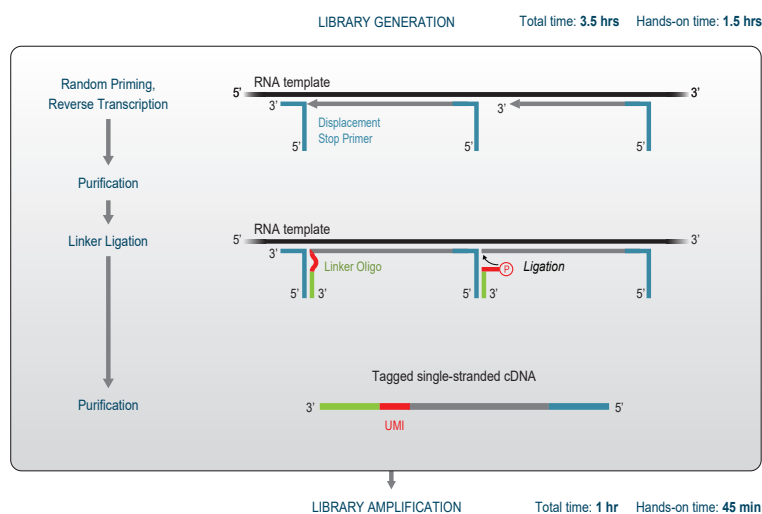 LIBRARY GENERATION Total time: 3.5 hrs Hands-on time: 1.5 hrs
Random Priming,
Reverse Transcription
RNA template
5' 3'
3' 3'
Displacement
Stop Primer
5' 5' 5'
Purification
Linker Ligation
RNA template
5' 3'
3'
Linker Oligo P Ligation
5' 3' 5' 3' 5'
Tagged single-stranded cDNA
Purification
3' 5'
UMI
LIBRARY AMPLIFICATION Total time: 1 hr Hands-on time: 45 min